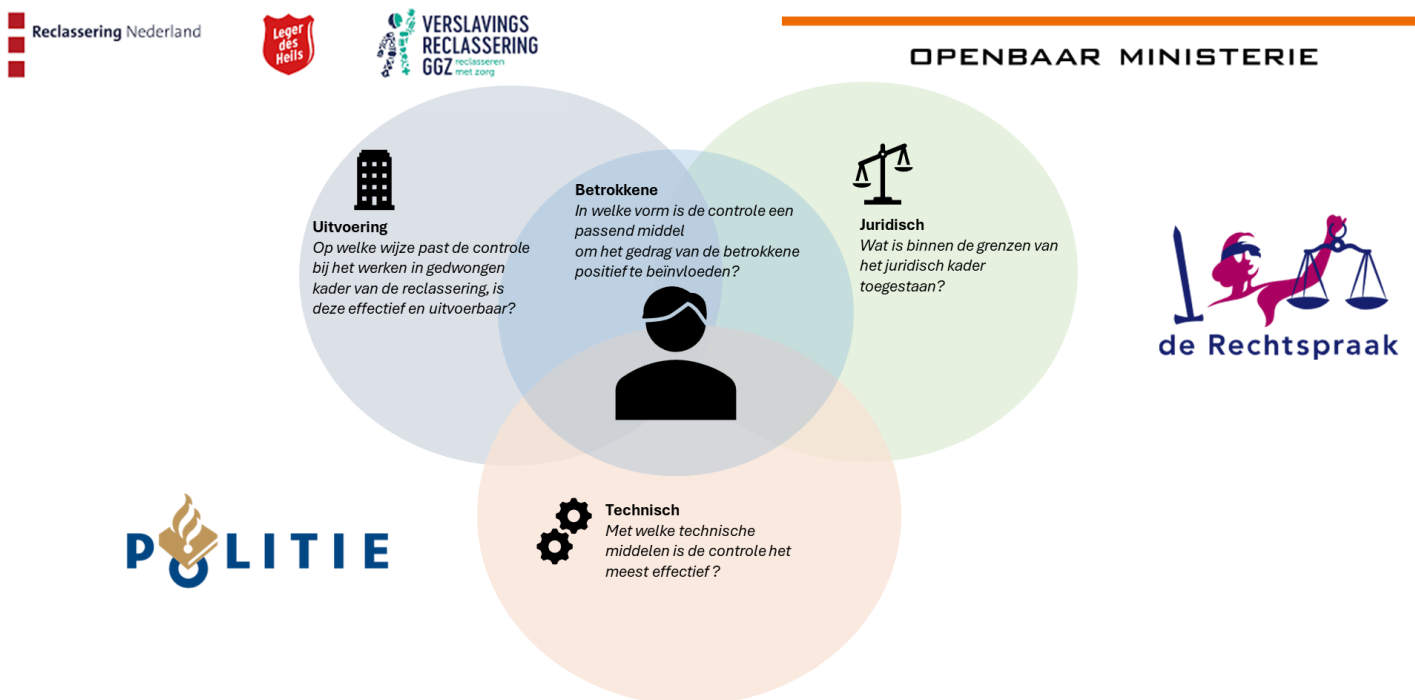 Reclassering Nederland
Leger
des
Heils
VERSLAVINGS
RECLASSERING
GGZ reclasseren
met zorg
OPENBAAR MINISTERIE
Uitvoering
Op welke wijze past de controle
bij het werken in gedwongen
kader van de reclassering, is
deze effectief en uitvoerbaar?
Betrokkene
In welke vorm is de controle een
passend middel
om het gedrag van de betrokkene
positief te beïnvloeden?
Juridisch
Wat is binnen de grenzen van
het juridisch kader
toegestaan?
de Rechtspraak
POLITIE
Technisch
Met welke technische
middelen is de controle het
meest effectief ?